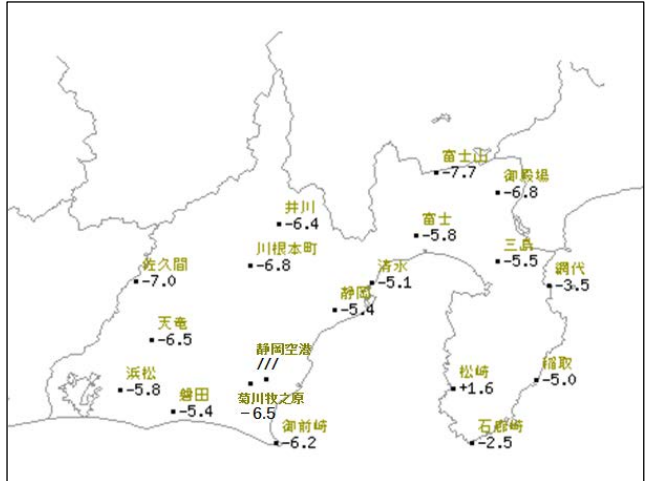 富士山
-7.7
御殿場
-6.8
井川
-6.4
富士
-5.8
川根本町
-6.8
三島
-5.5
佐久間
-7.0
清水
-5.1
網代
-3.5
静岡
-5.4
天竜
-6.5
静岡空港
///
浜松
-5.8
松崎
+1.6
稲取
-5.0
磐田
-5.4
菊川牧之原
-6.5
御前崎
-6.2
石廊崎
-2.5